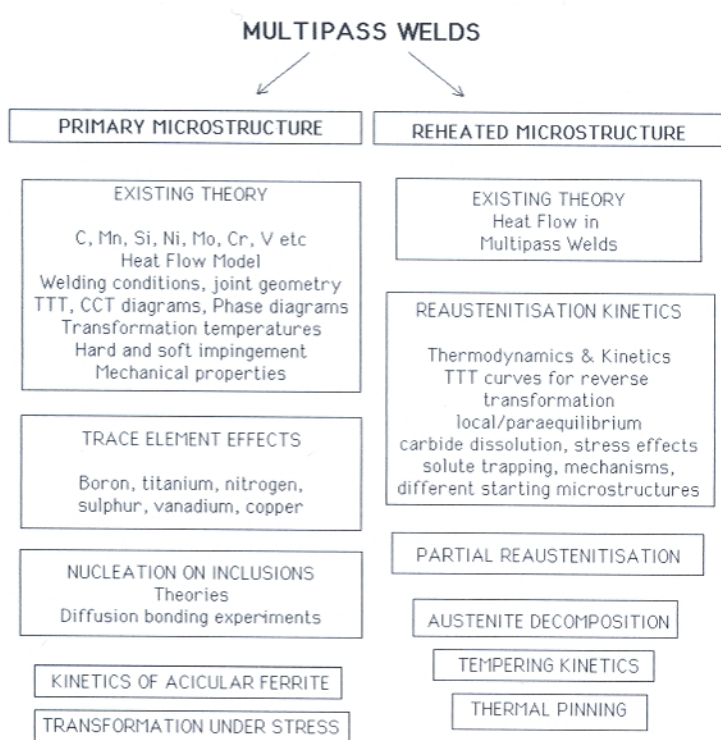 MULTIPASS WELDS
PRIMARY MICROSTRUCTURE
EXISTING THEORY
C, Mn, Si, Ni, Mo, Cr, V etc
Heat Flow Model
Welding conditions, joint geometry
TTT, CCT diagrams, Phase diagrams
Transformation temperatures
Hard and soft impingement
Mechanical properties
TRACE ELEMENT EFFECTS
Boron, titanium, nitrogen,
sulphur, vanadium, copper
NUCLEATION ON INCLUSIONS
Theories
Diffusion bonding experiments
KINETICS OF ACICULAR FERRITE
TRANSFORMATION UNDER STRESS
REHEATED MICROSTRUCTURE
EXISTING THEORY
Heat Flow in
Multipass Welds
REAUSTENITISATION KINETICS
Thermodynamics & Kinetics
TTT curves for reverse
transformation
local/paraequilibrium
carbide dissolution, stress effects
solute trapping, mechanisms,
different starting microstructures
PARTIAL REAUSTENITISATION
AUSTENITE DECOMPOSITION
TEMPERING KINETICS
THERMAL PINNING